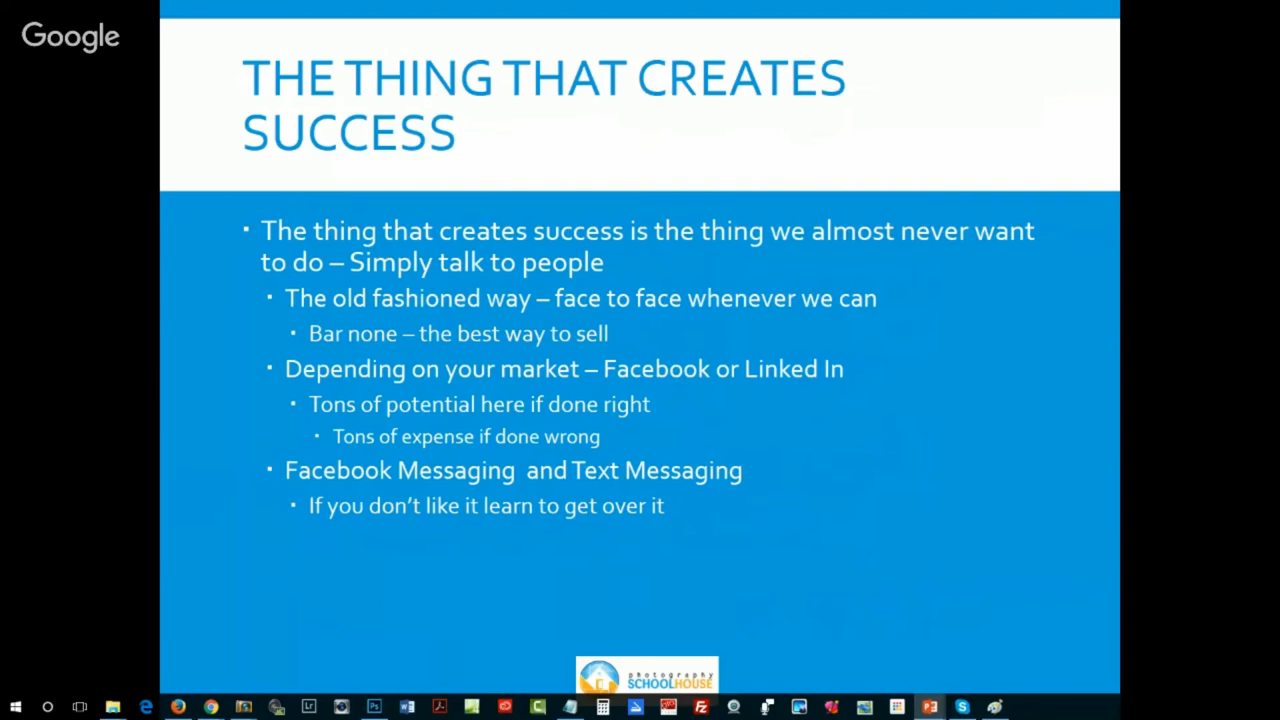 Google
THE THING THAT CREATES
SUCCESS
▪ The thing that creates success is the thing we almost never want
to do – Simply talk to people
▪ The old fashioned way – face to face whenever we can
▪ Bar none – the best way to sell
▪ Depending on your market – Facebook or Linked In
▪ Tons of potential here if done right
▪ Tons of expense if done wrong
▪ Facebook Messaging  and Text Messaging
▪ If you don’t like it learn to get over it
photography
SCHOOLHOUSE